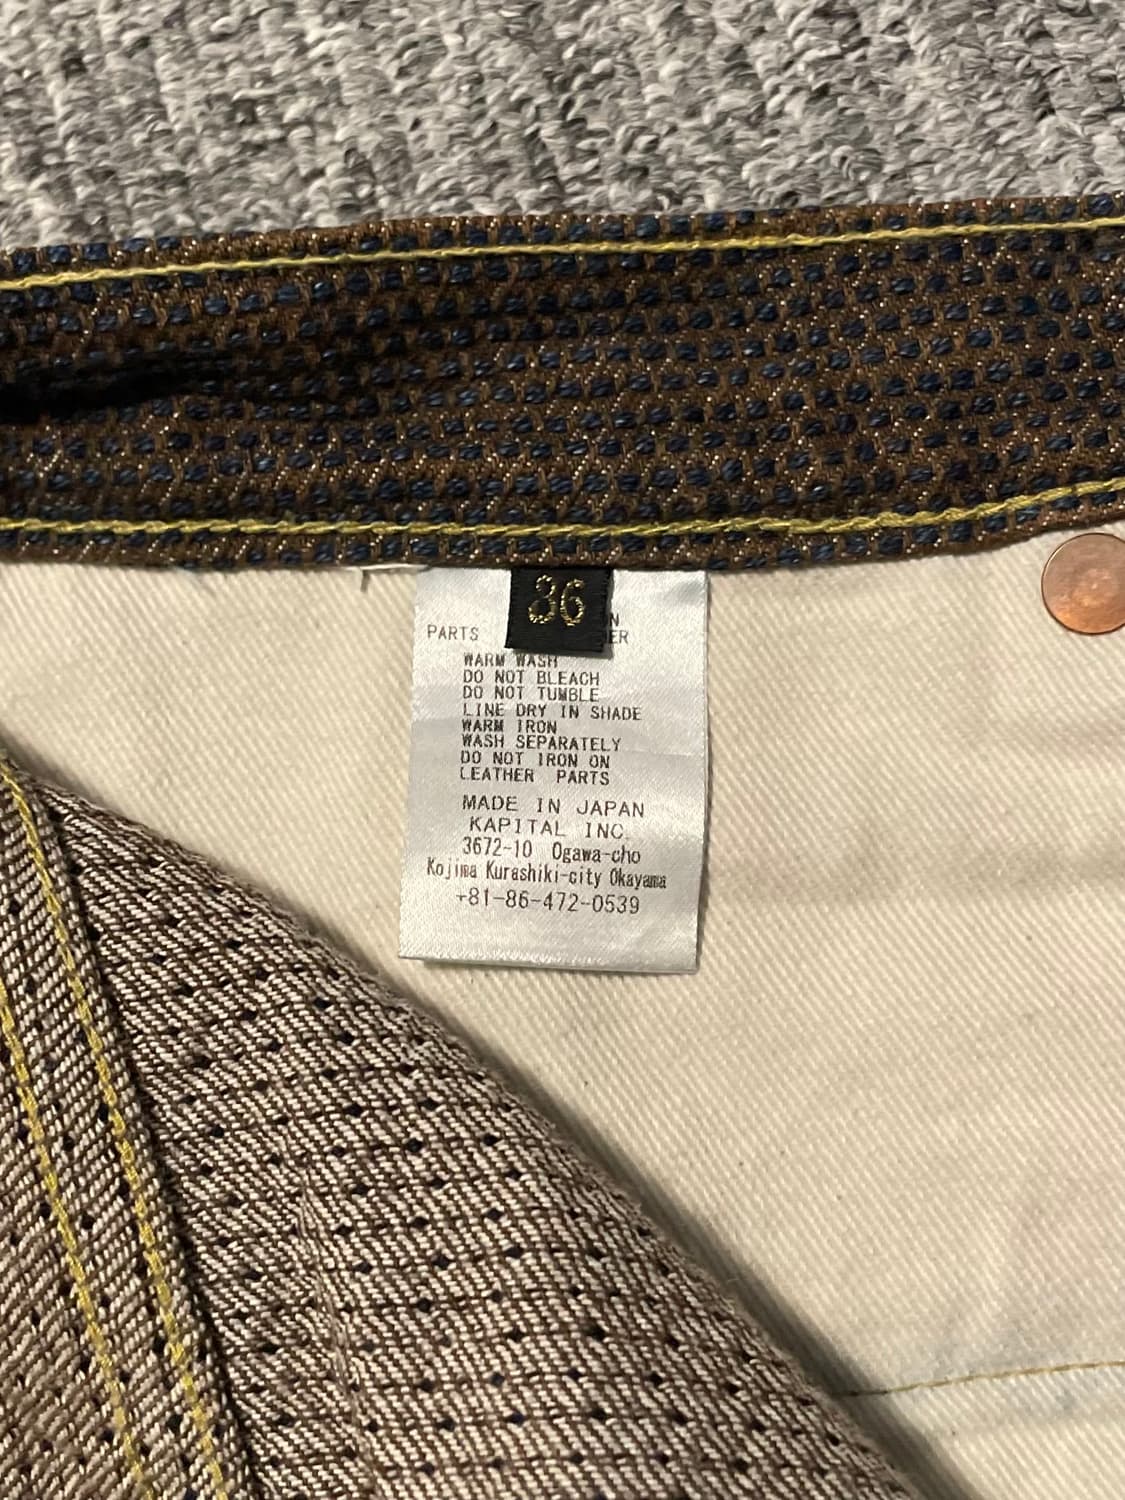 36
PARTS
WARM WASH
DO NOT BLEACH
DO NOT TUMBLE
LINE DRY IN SHADE
WARM IRON
WASH SEPARATELY
DO NOT IRON ON
LEATHER PARTS
MADE IN JAPAN
KAPITAL INC.
3672-10 Ogawa-cho
Kojima Kurashiki-city Okayama
+81-86-472-0539